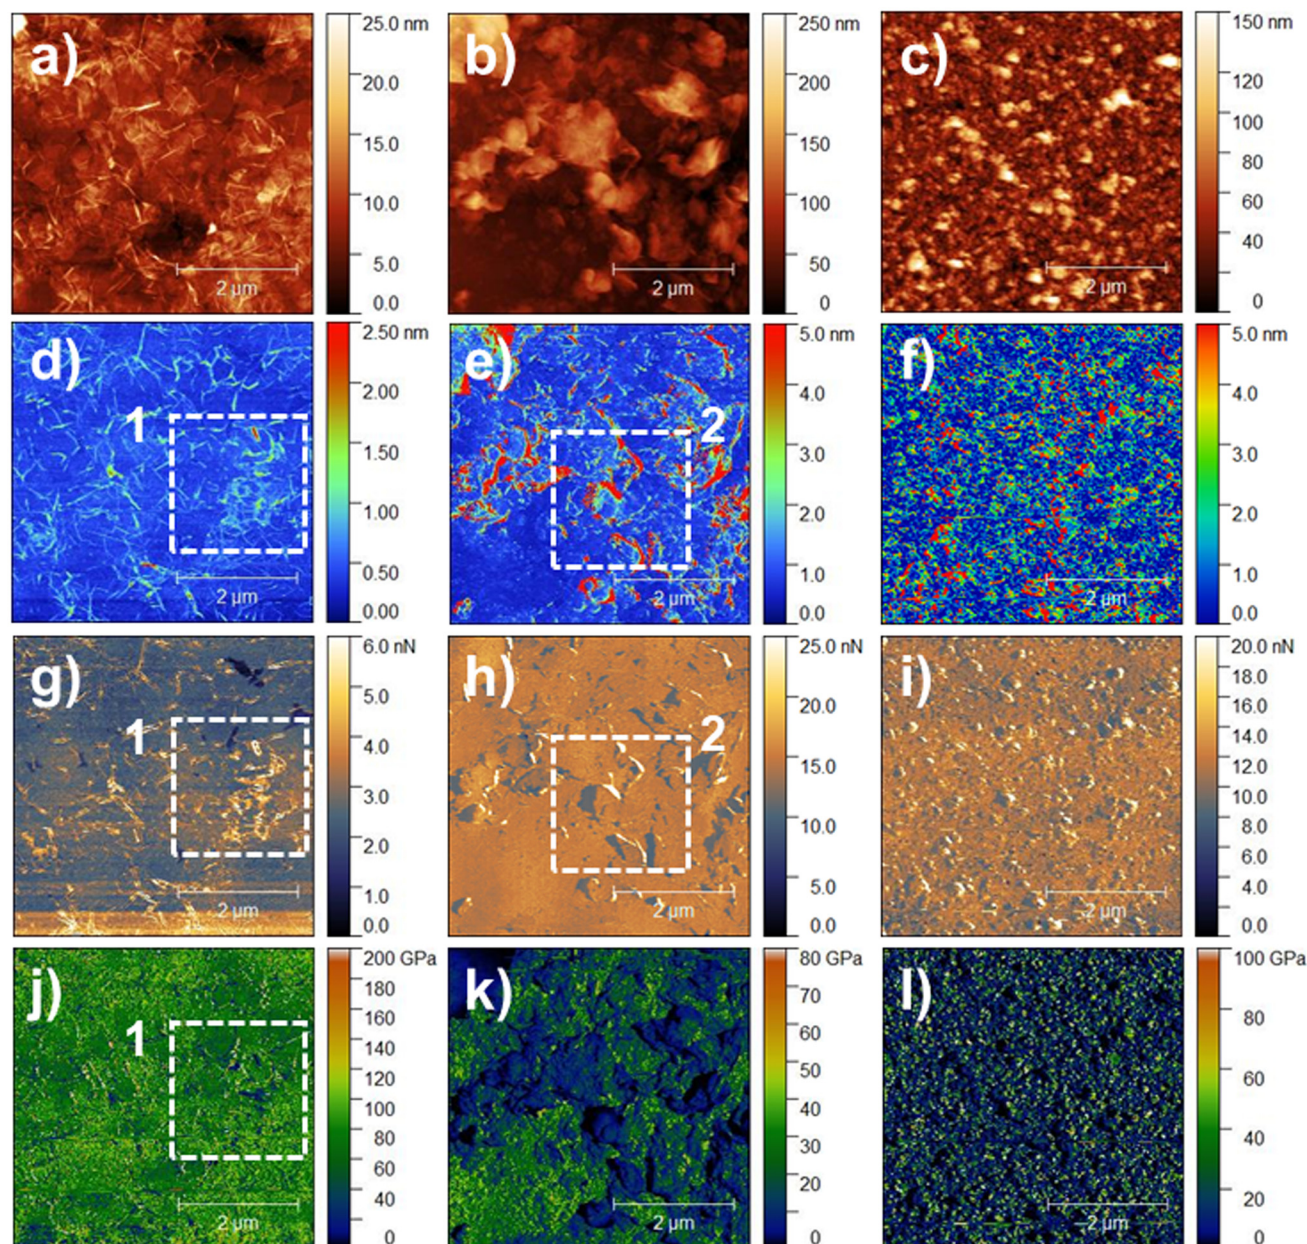 a)
25.0 nm
20.0
15.0
10.0
5.0
0.0
2 µm
b)
250 nm
200
150
100
50
0
2 µm
c)
150 nm
120
100
80
60
40
0
2 µm
d)
1
2.50 nm
2.00
1.50
1.00
0.50
0.00
2 µm
e)
2
5.0 nm
4.0
3.0
2.0
1.0
0.0
2 µm
f)
5.0 nm
4.0
3.0
2.0
1.0
0.0
2 µm
g)
1
6.0 nN
5.0
4.0
3.0
2.0
1.0
0.0
2 µm
h)
2
25.0 nN
20.0
15.0
10.0
5.0
0.0
2 µm
i)
20.0 nN
18.0
16.0
14.0
12.0
10.0
8.0
6.0
4.0
2.0
0.0
2 µm
j)
1
200 GPa
180
160
140
120
100
80
60
40
0
2 µm
k)
80 GPa
70
60
50
40
30
20
10
0
2 µm
l)
100 GPa
80
60
40
20
0
2 µm